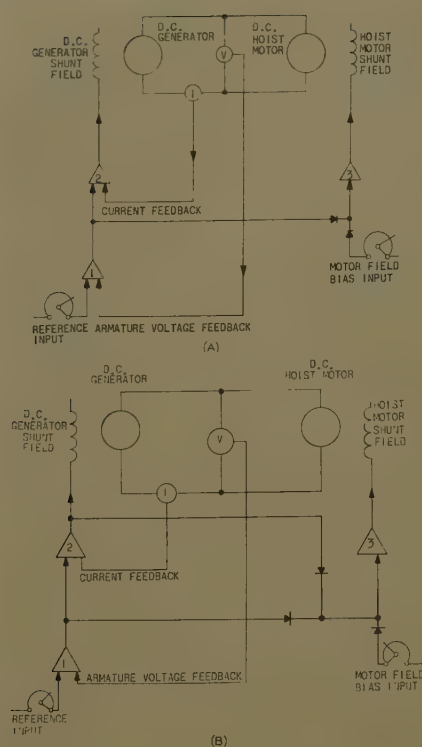 D.C.
GENERATOR
SHUNT
FIELD
D.C.
GENERATOR
D.C.
HOIST
MOTOR
HOIST
MOTOR
SHUNT
FIELD
V
I
2
3
CURRENT FEEDBACK
1
REFERENCE
INPUT
ARMATURE VOLTAGE FEEDBACK
MOTOR FIELD
BIAS INPUT
(A)
D.C.
GENERATOR
SHUNT
FIELD
D.C.
GENERATOR
D.C.
HOIST MOTOR
HOIST
MOTOR
SHUNT
FIELD
V
I
2
3
CURRENT FEEDBACK
1
ARMATURE VOLTAGE FEEDBACK
REFERENCE
INPUT
MOTOR FIELD
BIAS INPUT
(B)